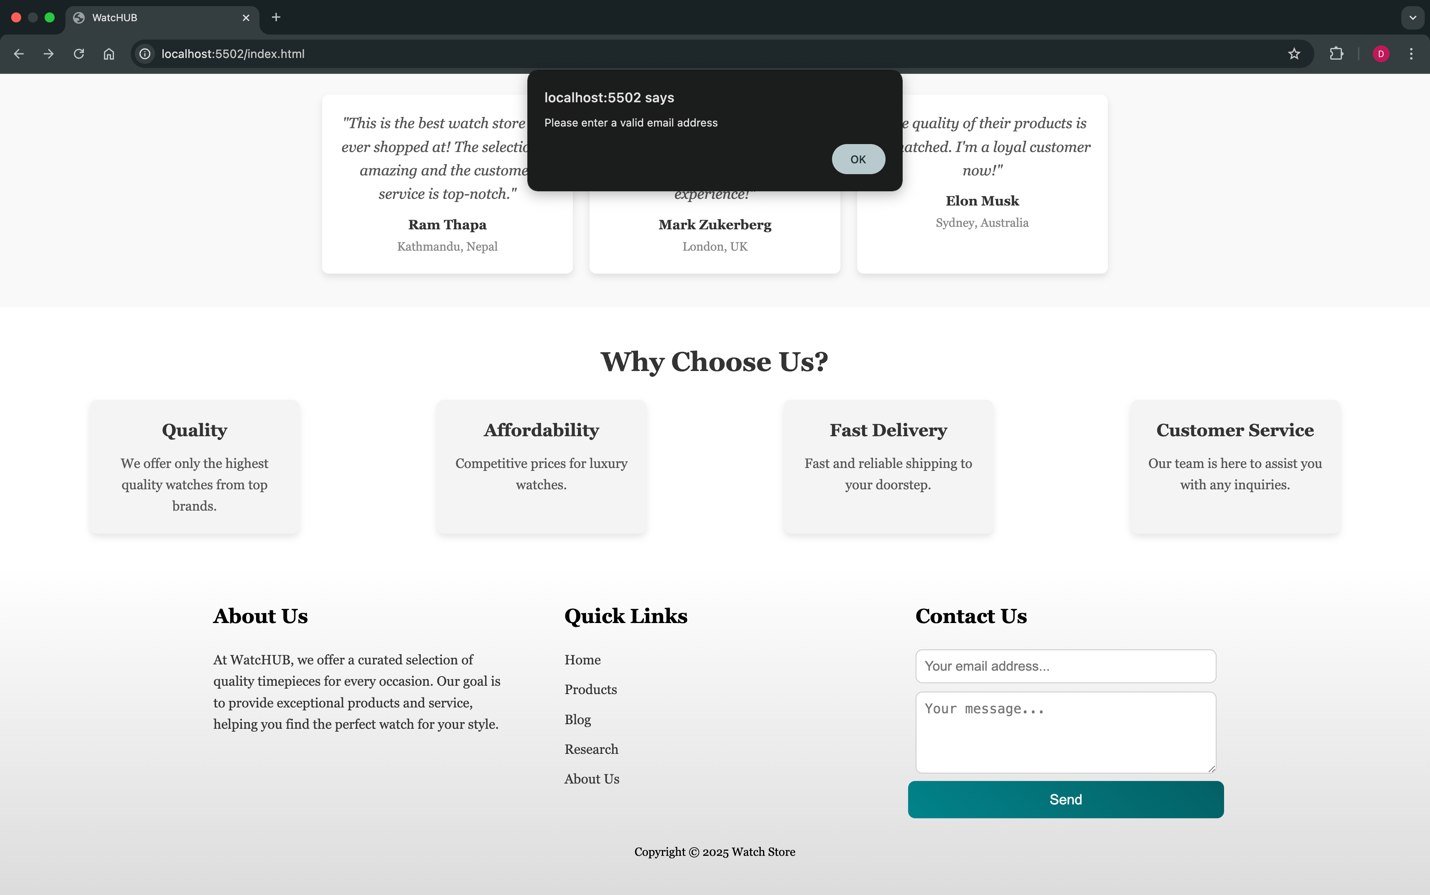 WatcHUB
localhost:5502/index.html
D
localhost:5502 says
Please enter a valid email address
OK
"This is the best watch store
ever shopped at! The selectio
amazing and the custome
service is top-notch."
Ram Thapa
Kathmandu, Nepal
experience!"
Mark Zukerberg
London, UK
e quality of their products is
atched. I'm a loyal customer
now!"
Elon Musk
Sydney, Australia
Why Choose Us?
Quality
We offer only the highest
quality watches from top
brands.
Affordability
Competitive prices for luxury
watches.
Fast Delivery
Fast and reliable shipping to
your doorstep.
Customer Service
Our team is here to assist you
with any inquiries.
About Us
At WatcHUB, we offer a curated selection of
quality timepieces for every occasion. Our goal is
to provide exceptional products and service,
helping you find the perfect watch for your style.
Quick Links
Home
Products
Blog
Research
About Us
Contact Us
Your email address...
Your message...
Send
Copyright © 2025 Watch Store